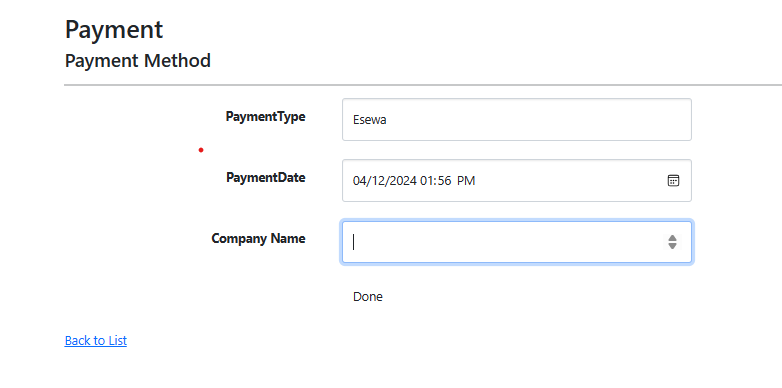 Payment
Payment Method
PaymentType Esewa
PaymentDate 04/12/2024 01:56 PM
Company Name
Done
Back to List